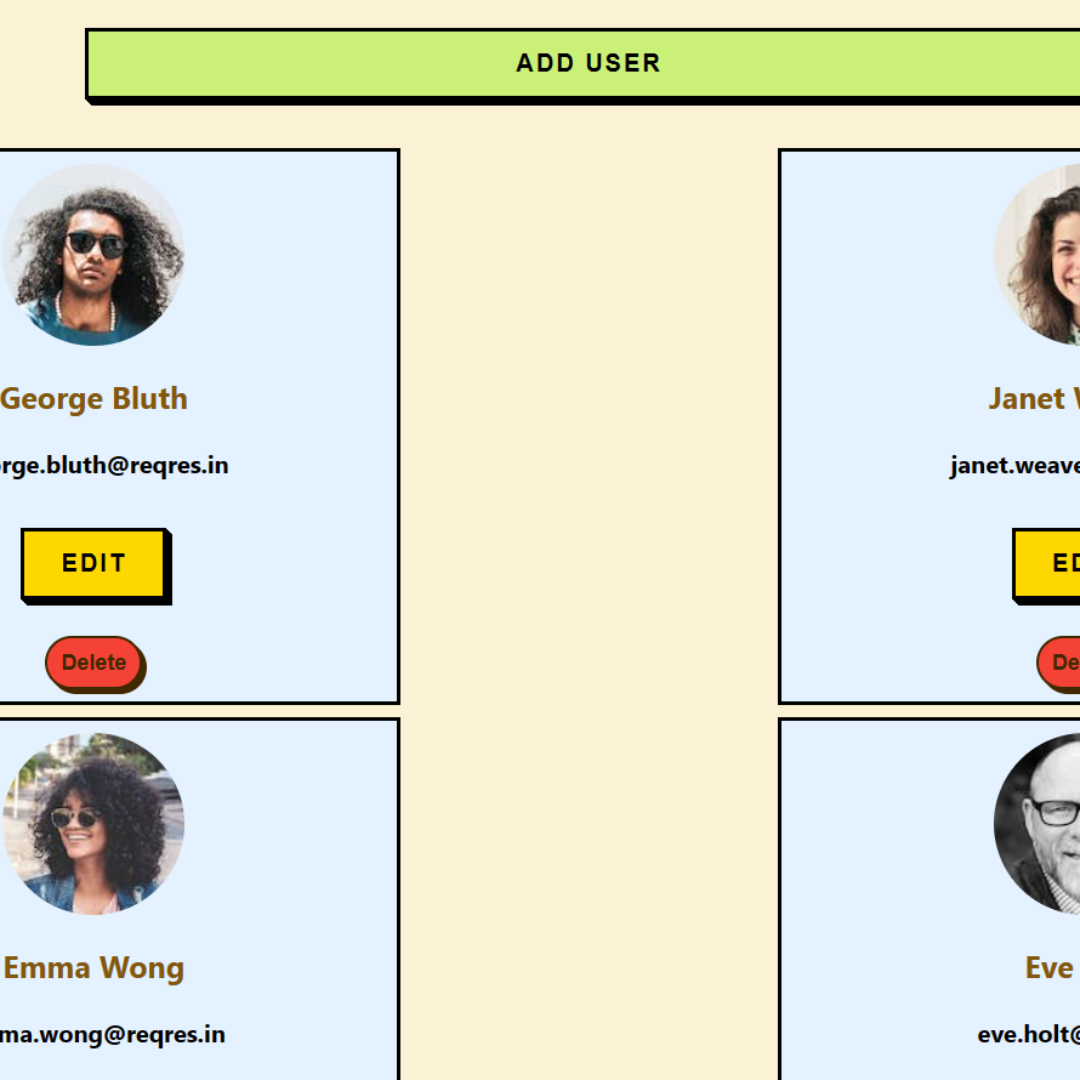 ADD USER
George Bluth
Janet
rge.bluth@reqres.in
janet.weave
EDIT
ED
Delete
De
Emma Wong
Eve
ma.wong@reqres.in
eve.holt@